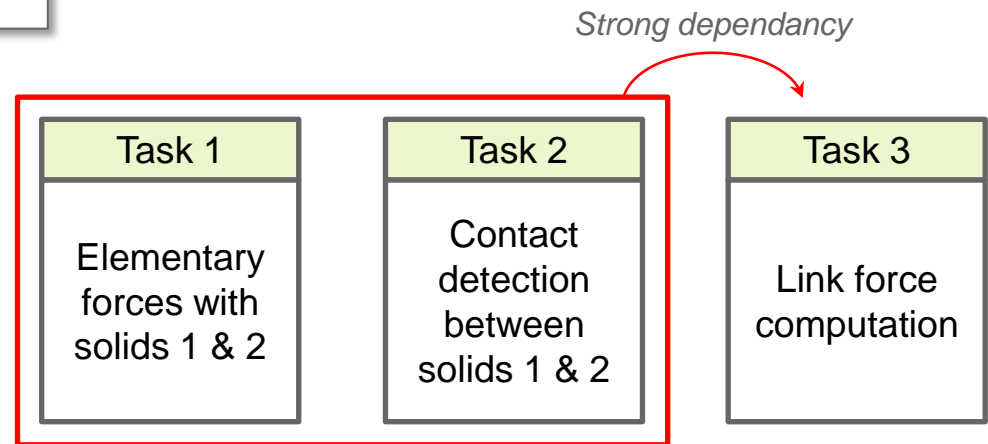 Strong dependancy
Task 1
Elementary
forces with
solids 1 & 2
Task 2
Contact
detection
between
solids 1 & 2
Task 3
Link force
computation